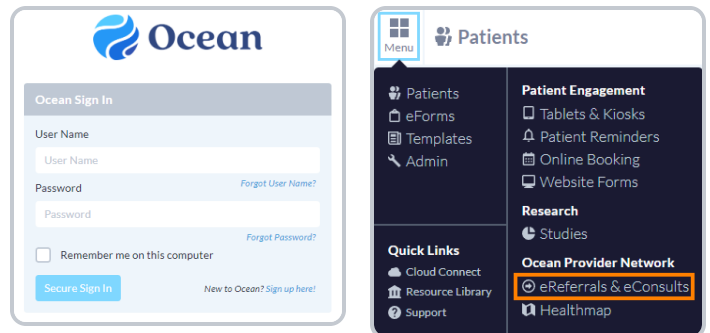 Ocean
Ocean Sign In
User Name
User Name
Forgot User Name?
Password
Password
Forgot Password?
Remember me on this computer
Secure Sign In
New to Ocean? Sign up here!
Menu
Patients
Patients
eForms
Templates
Admin
Quick Links
Cloud Connect
Resource Library
Support
Patient Engagement
Tablets & Kiosks
Patient Reminders
Online Booking
Website Forms
Research
Studies
Ocean Provider Network
eReferrals & eConsults
Healthmap